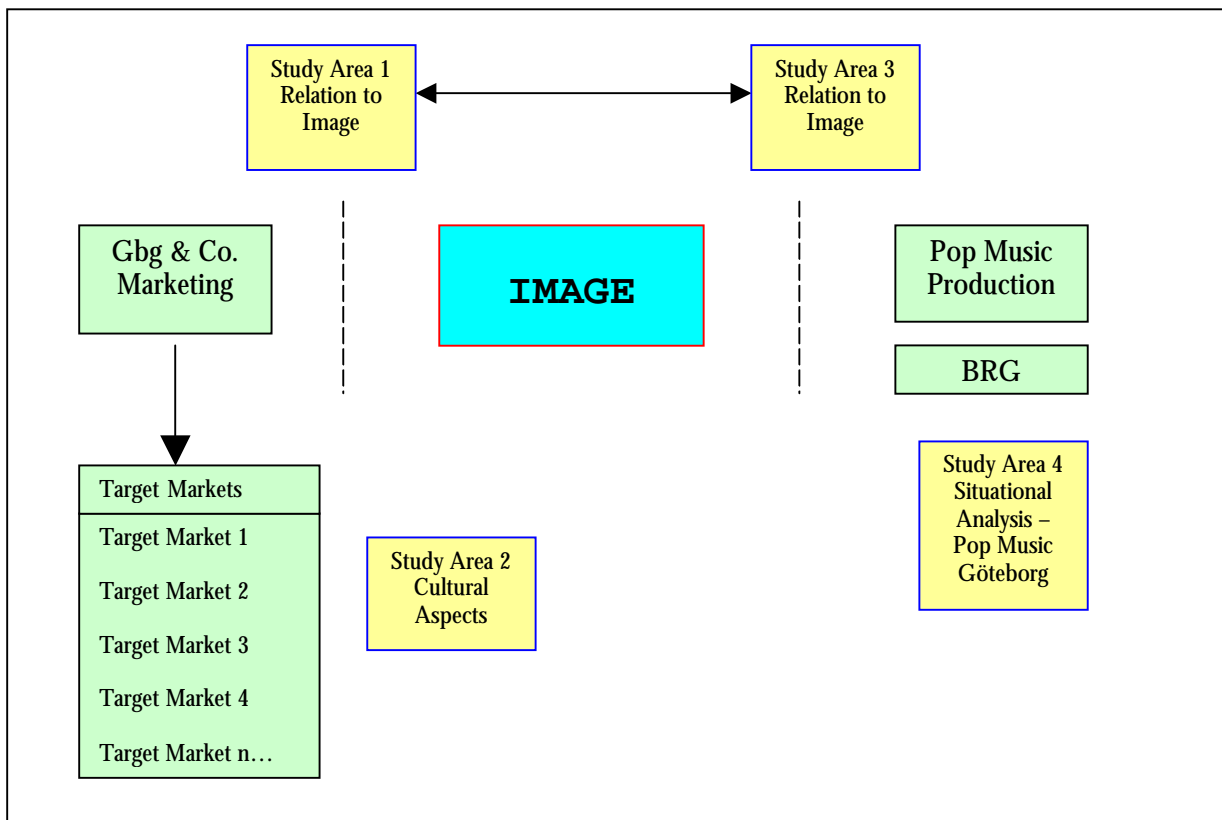 Study Area 1
Relation to
Image
Study Area 3
Relation to
Image
Gbg & Co.
Marketing
IMAGE
Pop Music
Production
BRG
Target Markets
Target Market 1
Target Market 2
Target Market 3
Target Market 4
Target Market n…
Study Area 2
Cultural
Aspects
Study Area 4
Situational
Analysis –
Pop Music
Göteborg